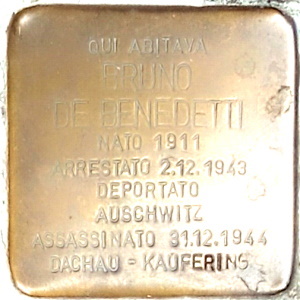 QUI ABITAVA
BRUNO
DE BENEDETTI
NATO 1911
ARRESTATO 2.12.1943
DEPORTATO
AUSCHWITZ
ASSASSINATO 31.12.1944
DACHAU - KAUFERING